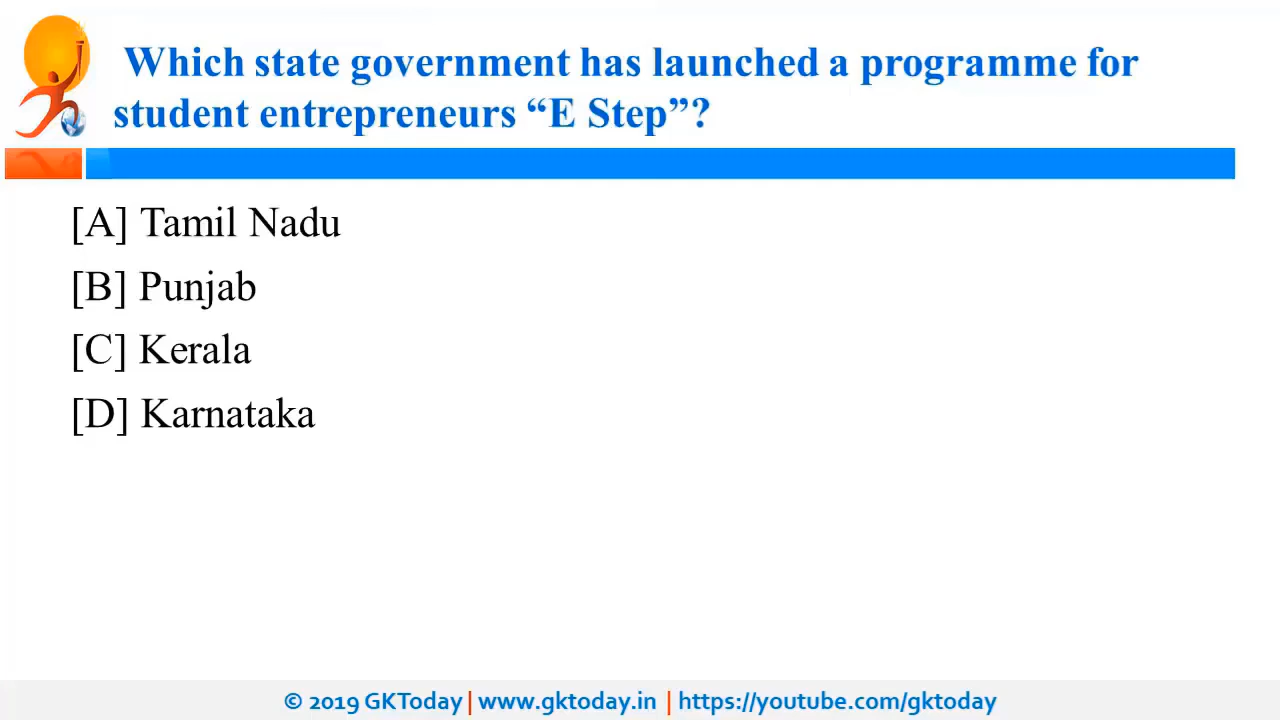 Which state government has launched a programme for
student entrepreneurs “E Step”?
[A] Tamil Nadu
[B] Punjab
[C] Kerala
[D] Karnataka
© 2019 GKToday | www.gktoday.in | https://youtube.com/gktoday